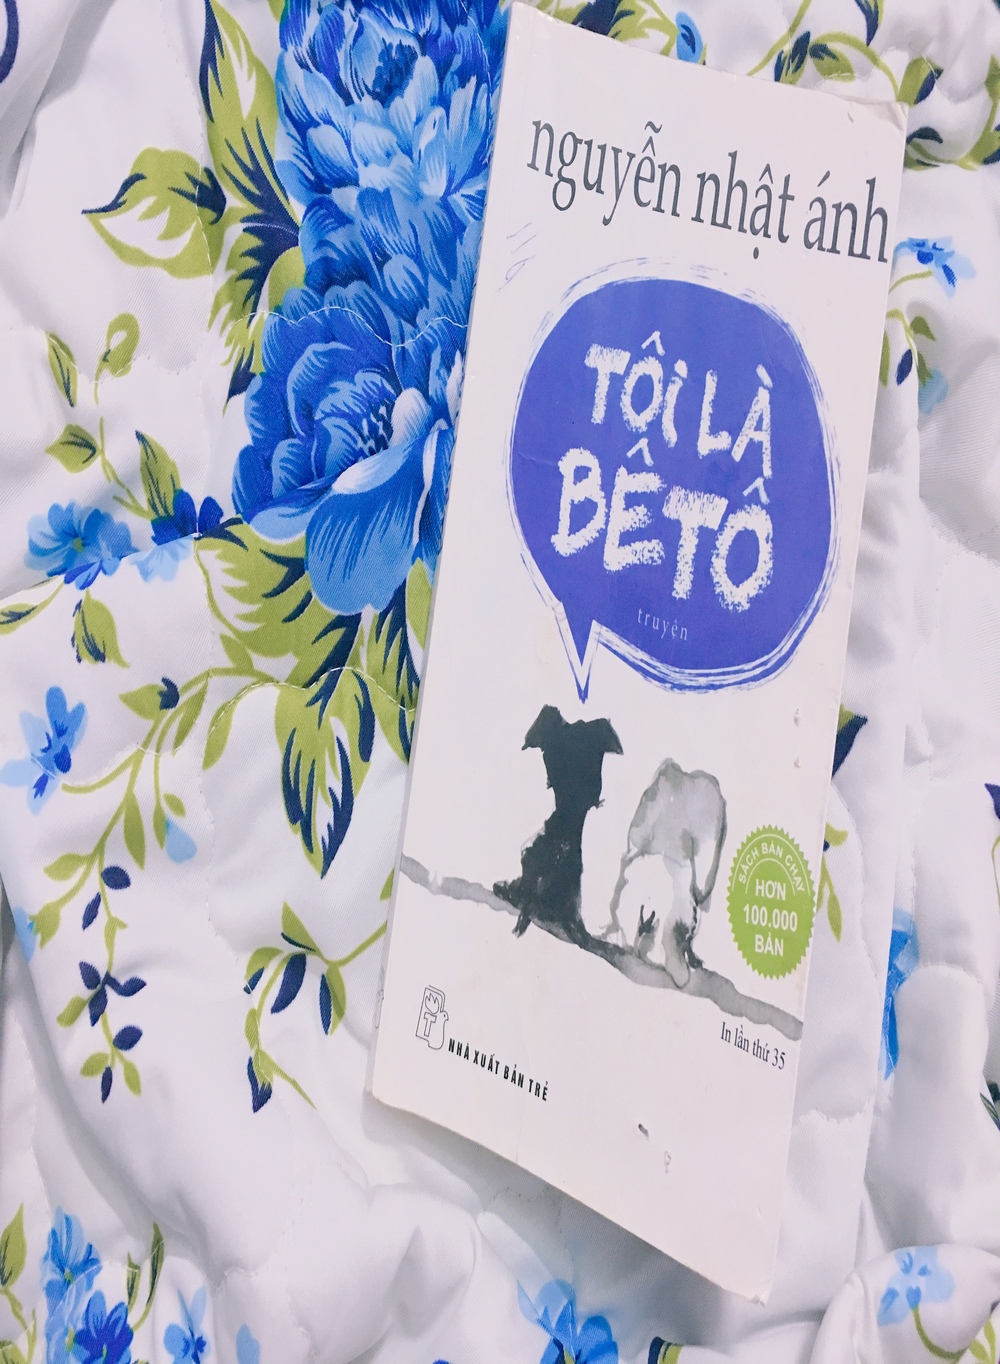 nguyễn nhật ánh
TÔi LÀ
BÊTÔ
truyện
SÁCH BÁN CHẠY
HƠN
100.000
BẢN
In lần thứ 35
T
NHÀ XUẤT BẢN TRẺ